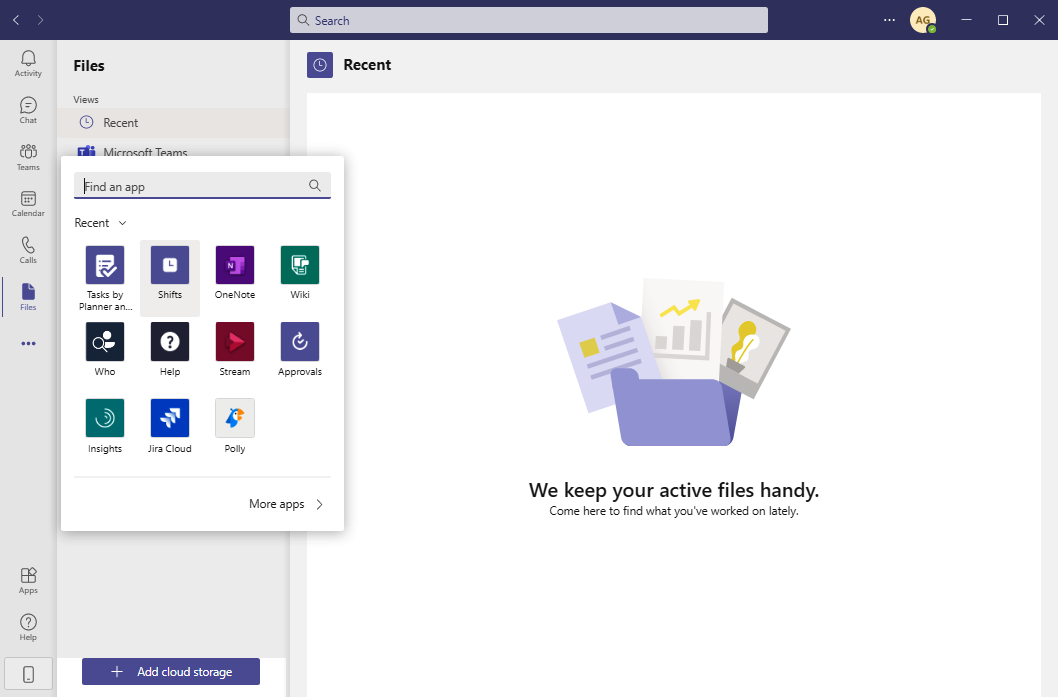 Search
AG
Activity
Chat
Teams
Calendar
Calls
Files
Apps
Help
Files
Views
Recent
Microsoft Teams
Find an app
Recent
Tasks by
Planner an...
Shifts
OneNote
Wiki
Who
Help
Stream
Approvals
Insights
Jira Cloud
Polly
More apps
Add cloud storage
Recent
We keep your active files handy.
Come here to find what you've worked on lately.